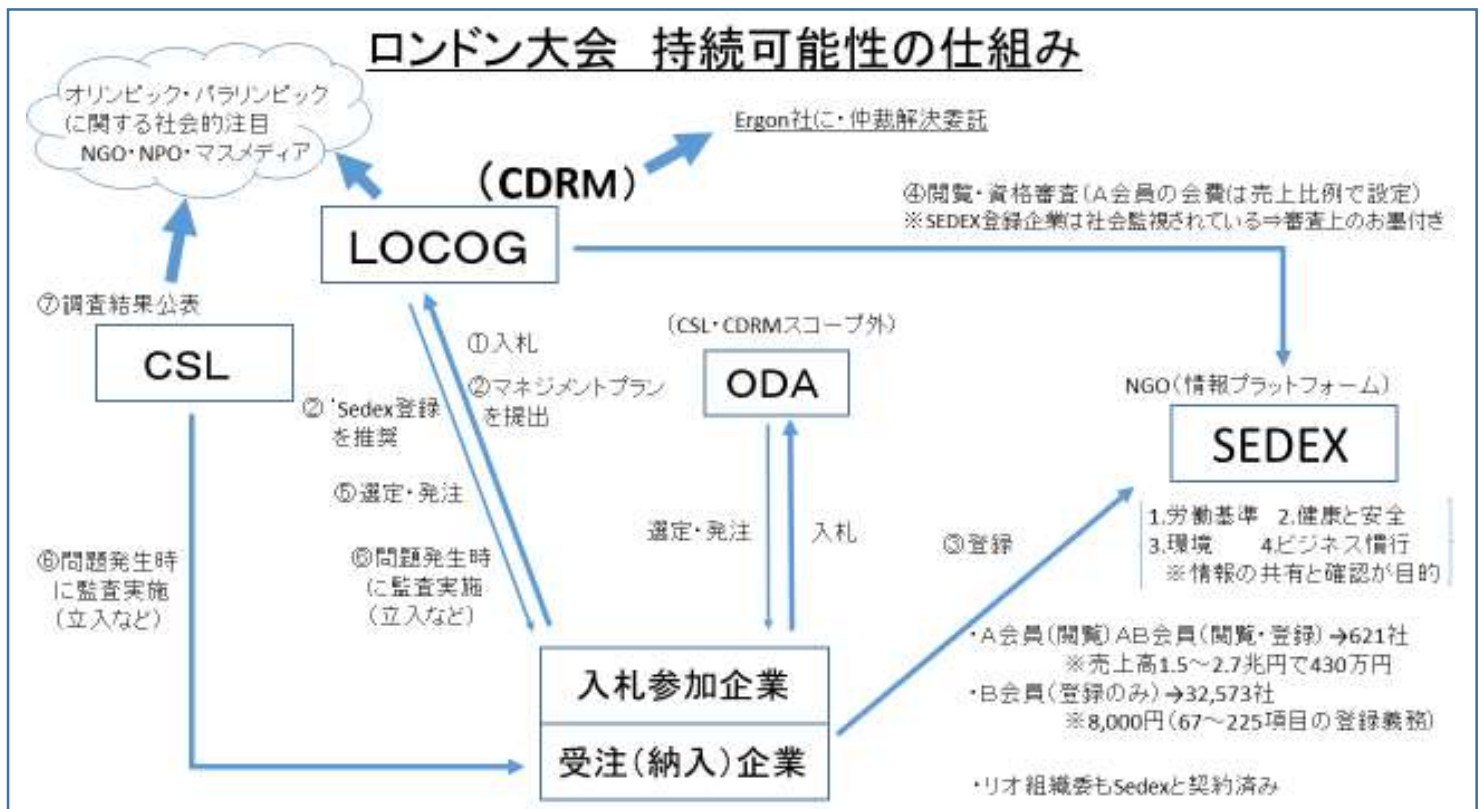 ロンドン大会　持続可能性の仕組み
オリンピック・パラリンピック
に関する社会的注目
NGO・NPO・マスメディア
Ergon社に・仲裁解決委託
（CDRM）
LOCOG
④閲覧・資格審査（A会員の会費は売上比例で設定）
※SEDEX登録企業は社会監視されている⇒審査上のお墨付き
⑦調査結果公表
CSL
①入札
②マネジメントプラン
を提出
②'Sedex登録
を推奨
⑤選定・発注
（CSL・CDRMスコープ外）
ODA
NGO（情報プラットフォーム）
SEDEX
1.労働基準　2.健康と安全
3.環境　4.ビジネス慣行
※情報の共有と確認が目的
選定・発注
入札
③登録
⑥問題発生時
に監査実施
（立入など）
⑥問題発生時
に監査実施
（立入など）
入札参加企業
受注（納入）企業
・A会員（閲覧）AB会員（閲覧・登録）→621社
※売上高1.5～2.7兆円で430万円
・B会員（登録のみ）→32,573社
※8,000円（67～225項目の登録義務）
・リオ組織委もSedexと契約済み